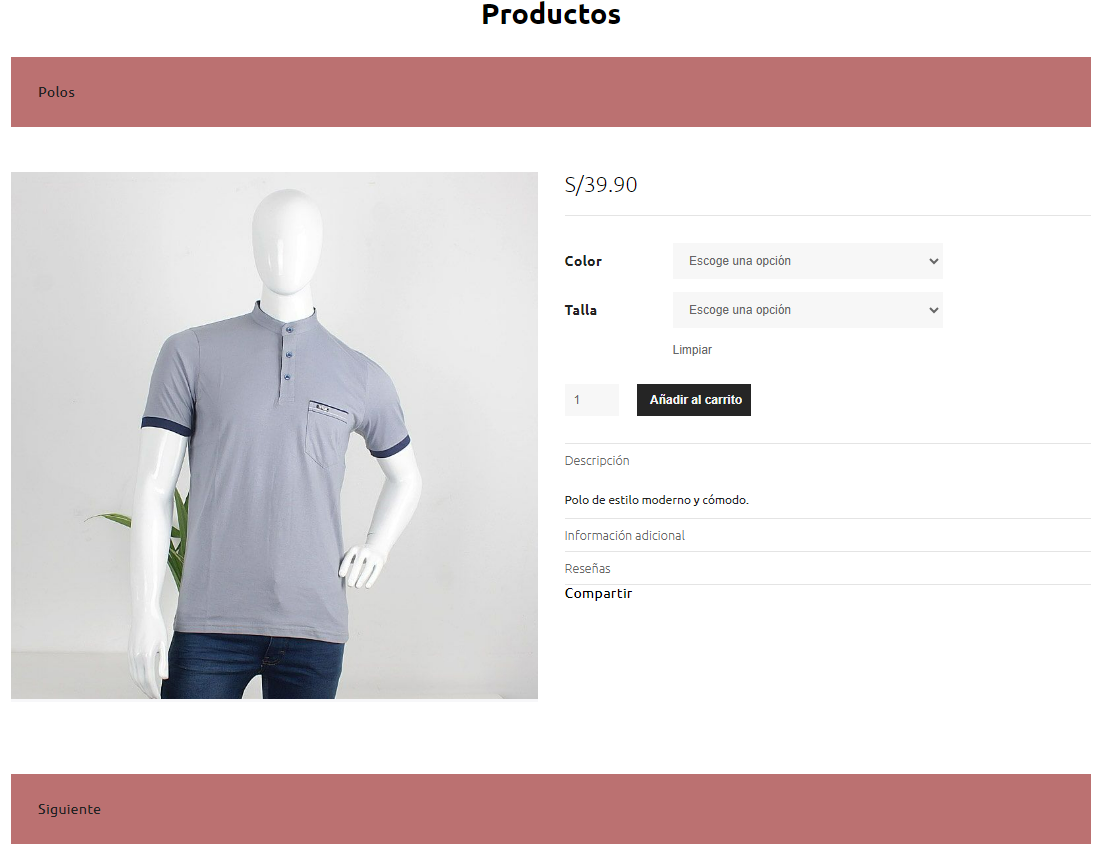 Productos
Polos
S/39.90
Color
Escoge una opción
Talla
Escoge una opción
Limpiar
1
Añadir al carrito
Descripción
Polo de estilo moderno y cómodo.
Información adicional
Reseñas
Compartir
Siguiente